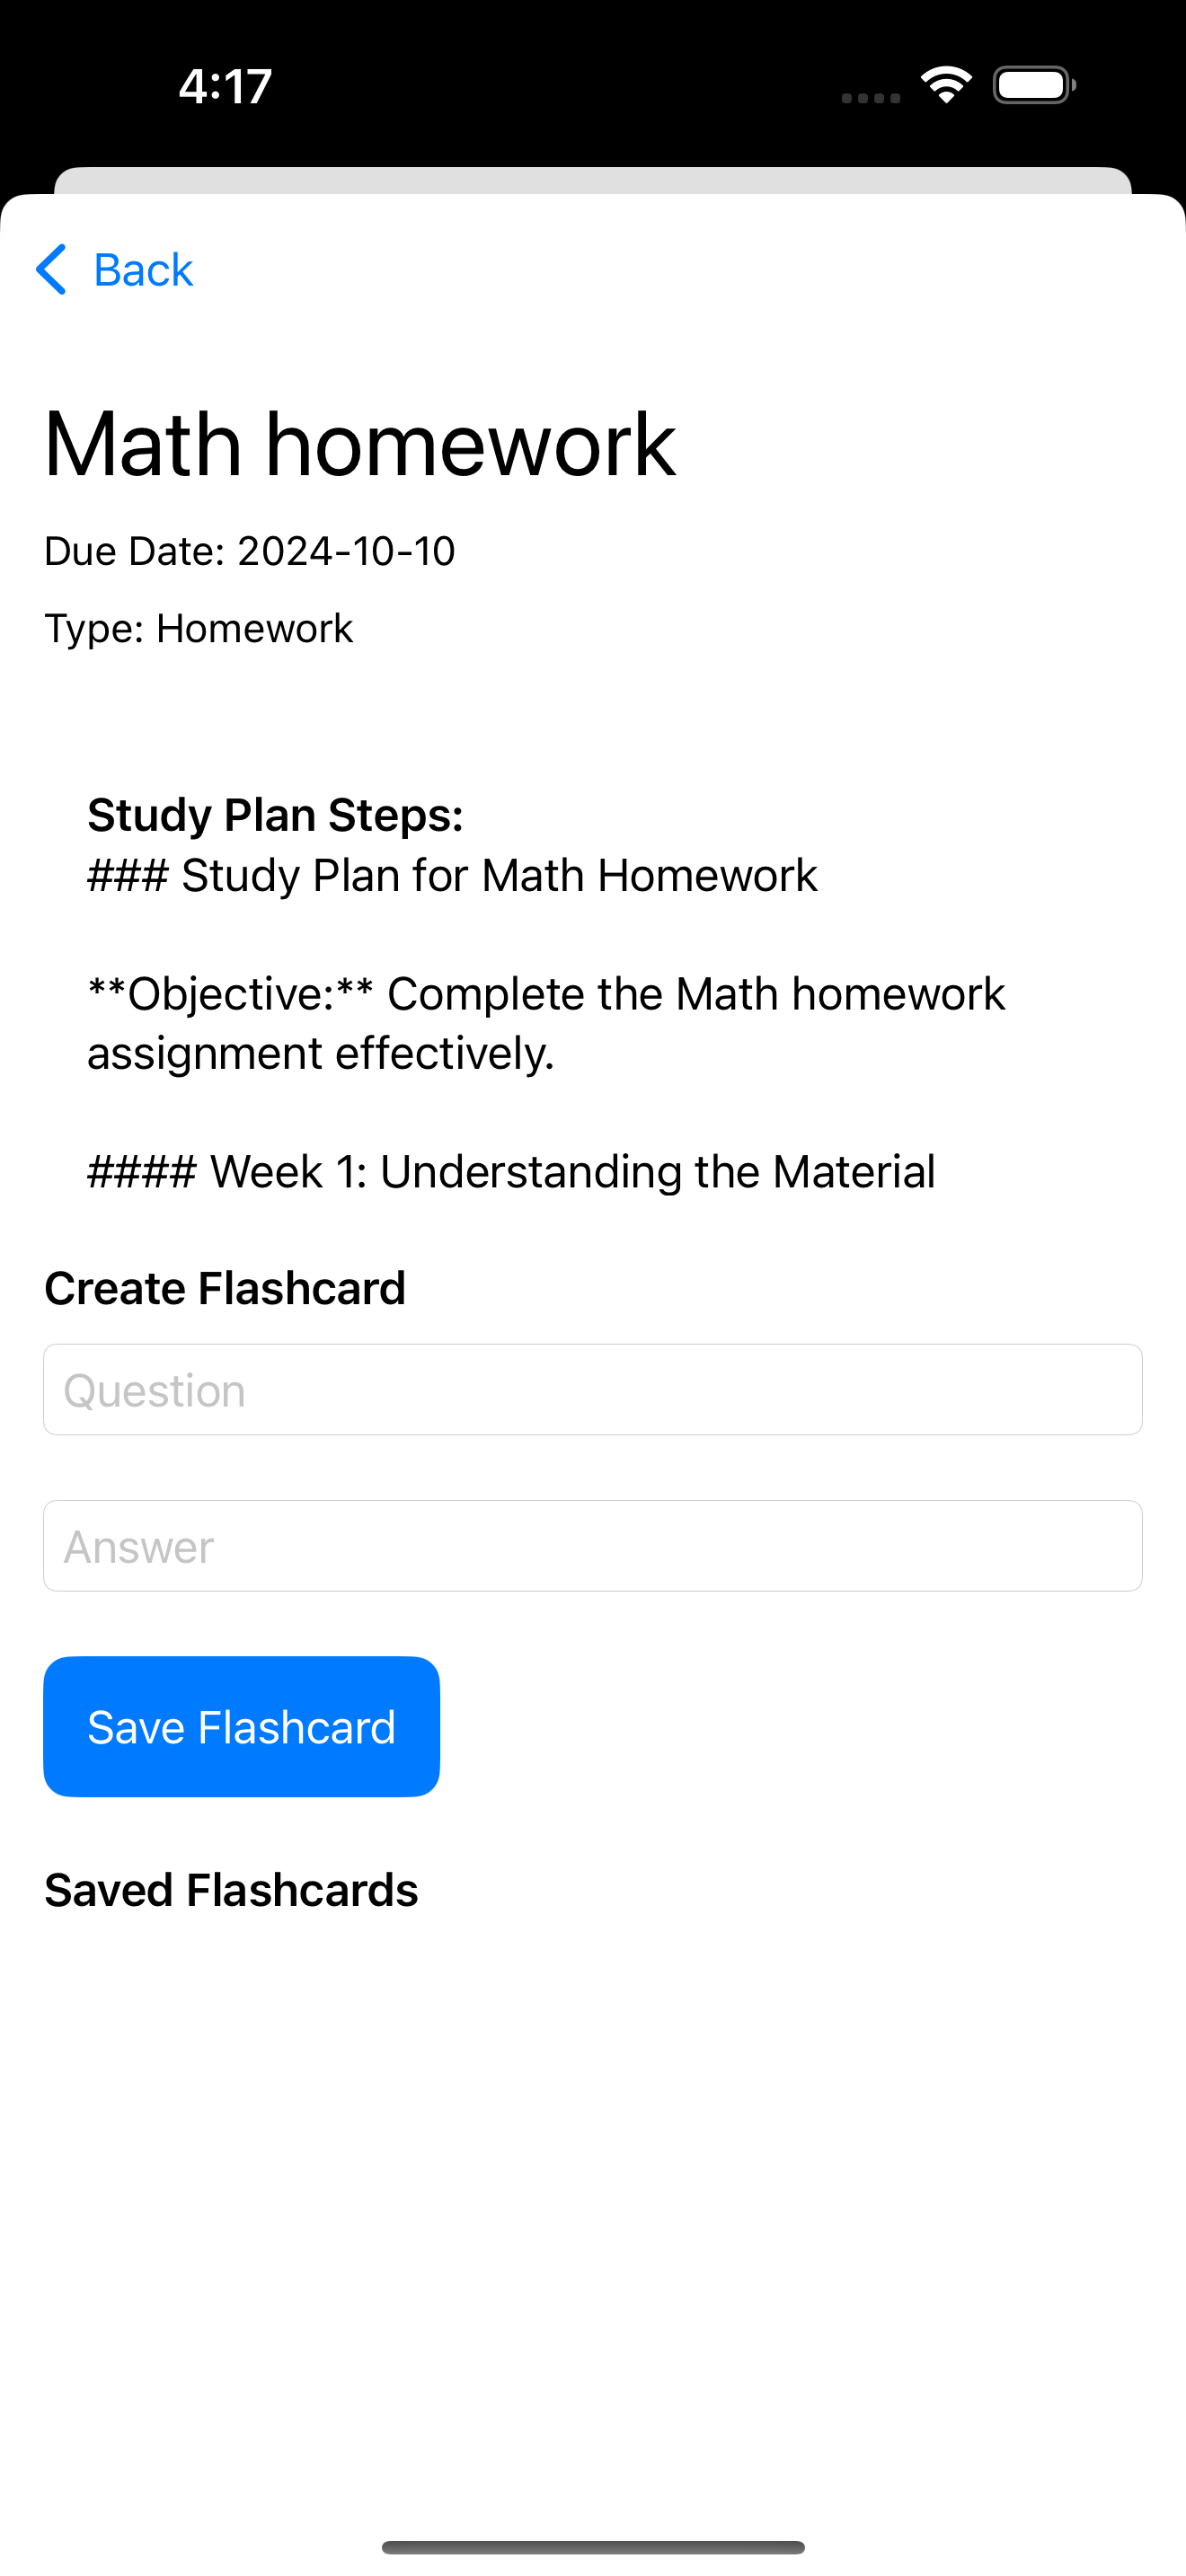 4:17
Back
Math homework
Due Date: 2024-10-10
Type: Homework
Study Plan Steps:
### Study Plan for Math Homework
**Objective:** Complete the Math homework
assignment effectively.
#### Week 1: Understanding the Material
Create Flashcard
Question
Answer
Save Flashcard
Saved Flashcards